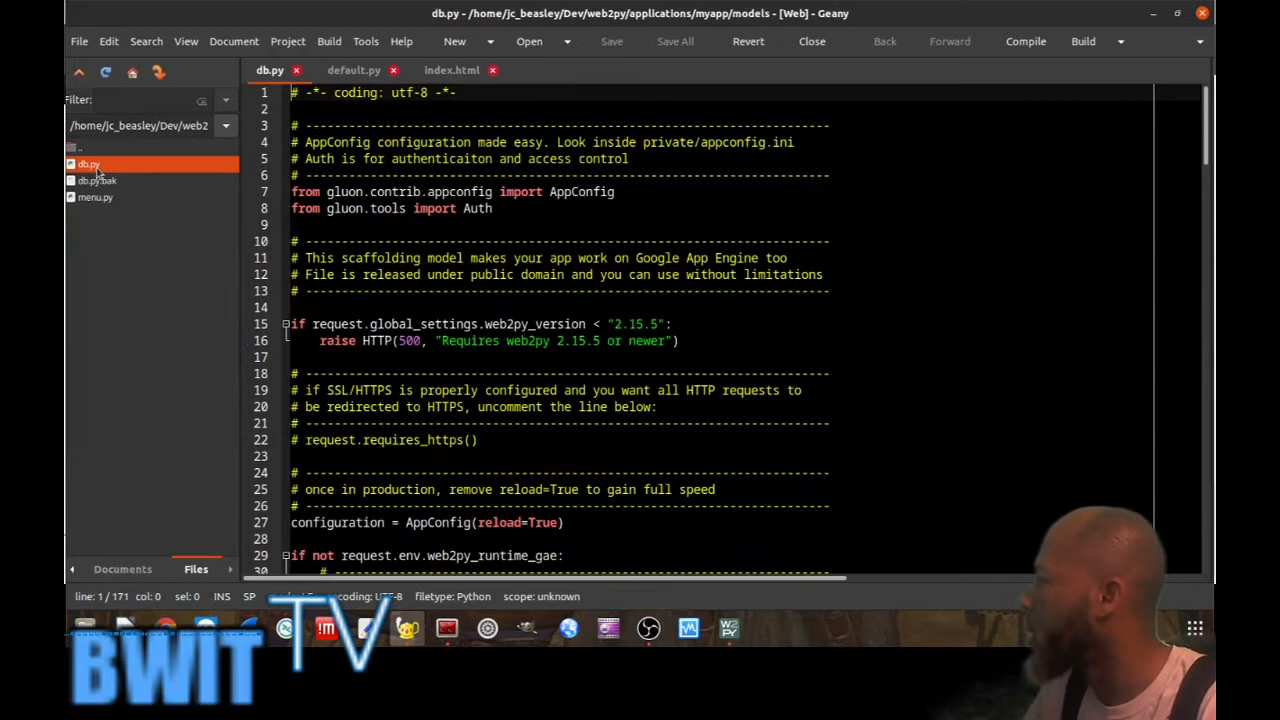 db.py - /home/jc_beasley/Dev/web2py/applications/myapp/models - [Web] - Geany
File Edit Search View Document Project Build Tools Help New Open Save Save All Revert Close Back Forward Compile Build
db.py default.py index.html
Filter:
/home/jc_beasley/Dev/web2
..
db.py
db.py.bak
menu.py
1 # -*- coding: utf-8 -*-
2
3 # -------------------------------------------------------------------------
4 # AppConfig configuration made easy. Look inside private/appconfig.ini
5 # Auth is for authenticaiton and access control
6 # -------------------------------------------------------------------------
7 from gluon.contrib.appconfig import AppConfig
8 from gluon.tools import Auth
9
10 # -------------------------------------------------------------------------
11 # This scaffolding model makes your app work on Google App Engine too
12 # File is released under public domain and you can use without limitations
13 # -------------------------------------------------------------------------
14
15 if request.global_settings.web2py_version < "2.15.5":
16 raise HTTP(500, "Requires web2py 2.15.5 or newer")
17
18 # -------------------------------------------------------------------------
19 # if SSL/HTTPS is properly configured and you want all HTTP requests to
20 # be redirected to HTTPS, uncomment the line below:
21 # -------------------------------------------------------------------------
22 # request.requires_https()
23
24 # -------------------------------------------------------------------------
25 # once in production, remove reload=True to gain full speed
26 # -------------------------------------------------------------------------
27 configuration = AppConfig(reload=True)
28
29 if not request.env.web2py_runtime_gae:
30 # -------------------------------------------------------------------------
Documents Files
line: 1 / 171 col: 0 sel: 0 INS SP encoding: UTF-8 filetype: Python scope: unknown
!M
W2
PY
BWIT TV